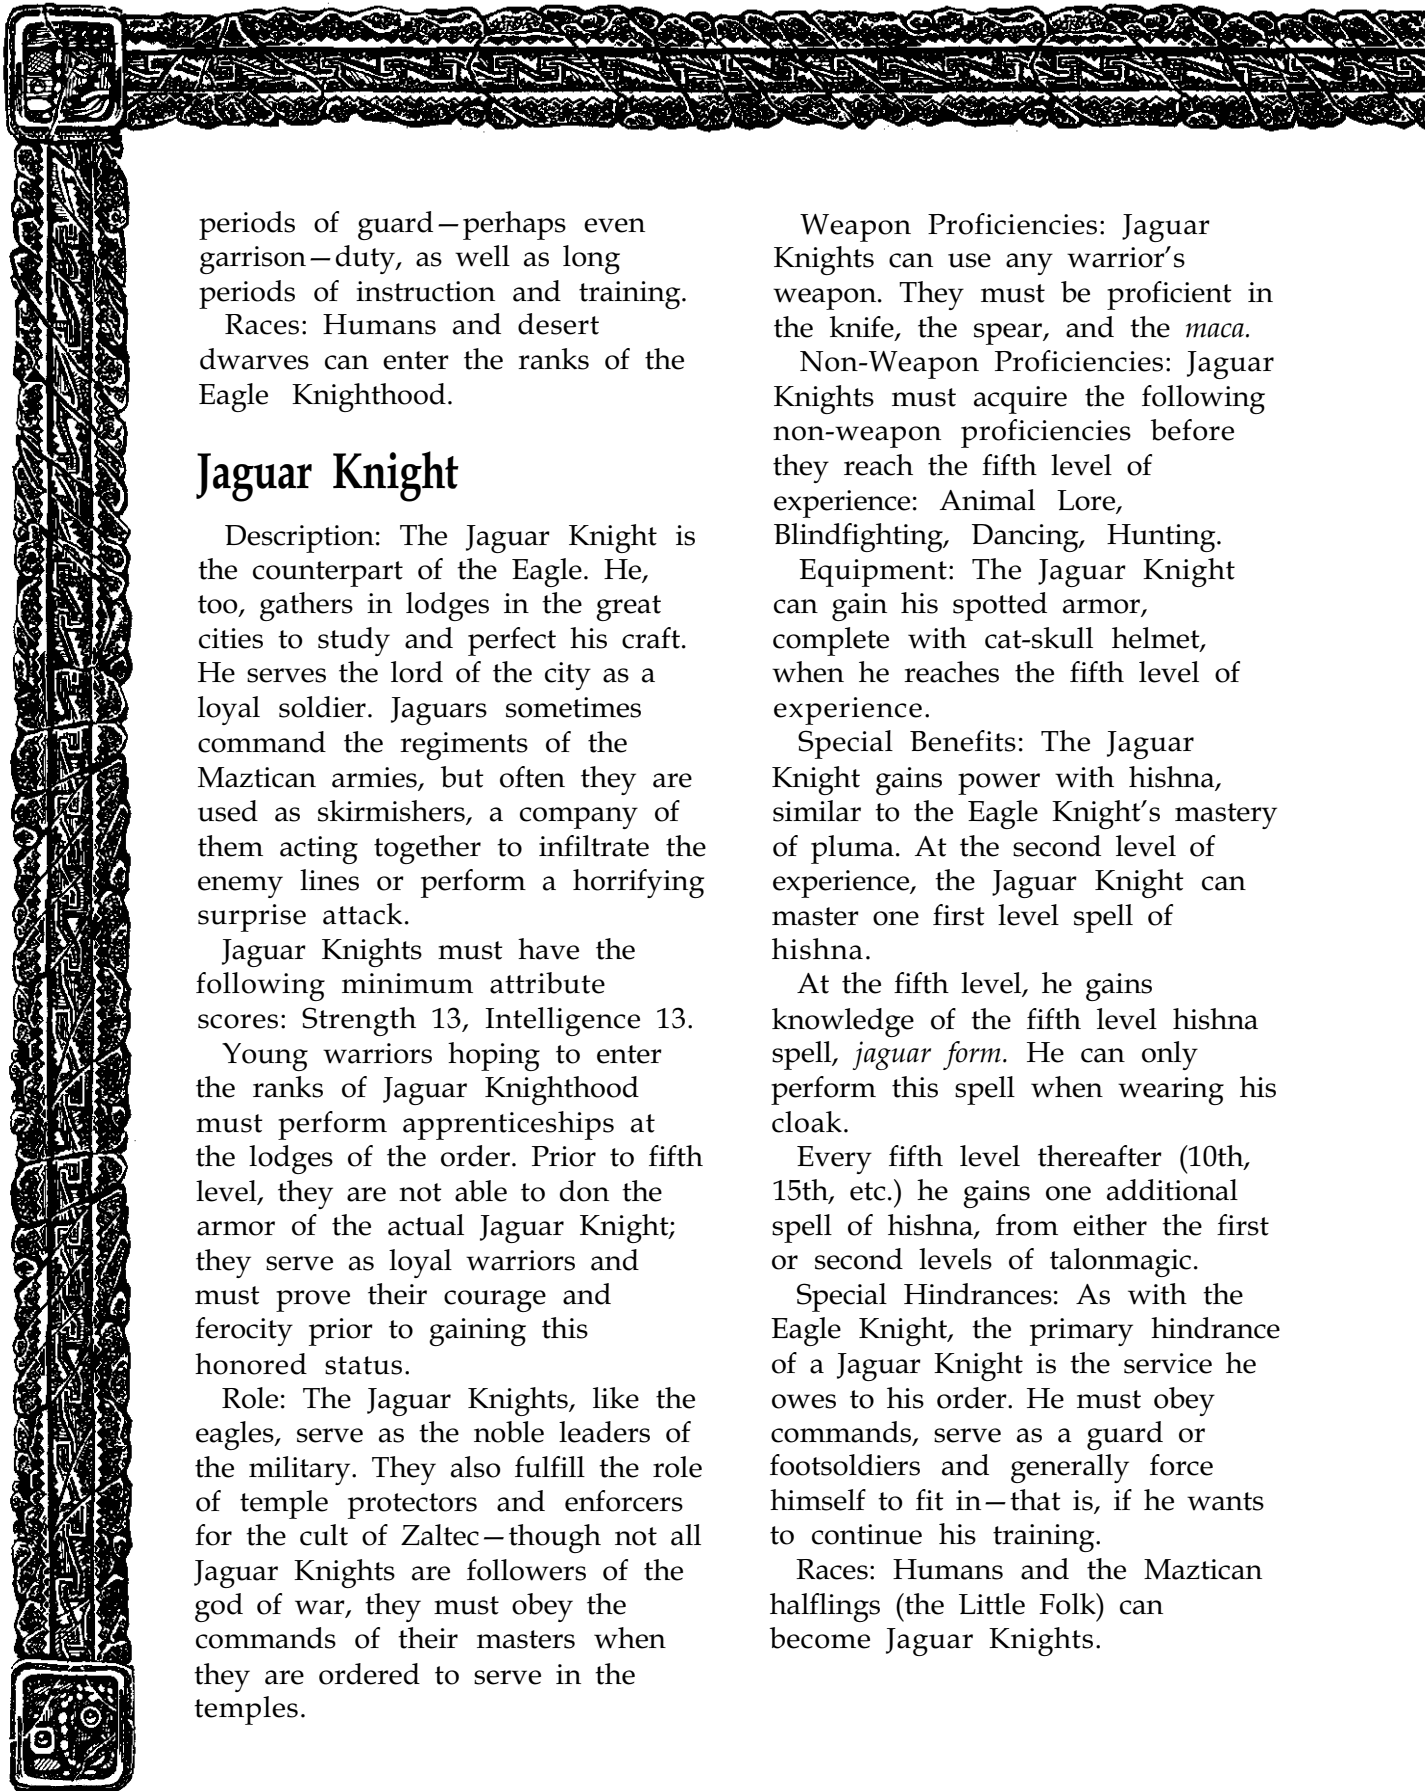 periods of guard—perhaps even
garrison—duty, as well as long
periods of instruction and training.
Races: Humans and desert
dwarves can enter the ranks of the
Eagle Knighthood.
Jaguar Knight
Description: The Jaguar Knight is
the counterpart of the Eagle. He,
too, gathers in lodges in the great
cities to study and perfect his craft.
He serves the lord of the city as a
loyal soldier. Jaguars sometimes
command the regiments of the
Maztican armies, but often they are
used as skirmishers, a company of
them acting together to infiltrate the
enemy lines or perform a horrifying
surprise attack.
Jaguar Knights must have the
following minimum attribute
scores: Strength 13, Intelligence 13.
Young warriors hoping to enter
the ranks of Jaguar Knighthood
must perform apprenticeships at
the lodges of the order. Prior to fifth
level, they are not able to don the
armor of the actual Jaguar Knight;
they serve as loyal warriors and
must prove their courage and
ferocity prior to gaining this
honored status.
Role: The Jaguar Knights, like the
eagles, serve as the noble leaders of
the military. They also fulfill the role
of temple protectors and enforcers
for the cult of Zaltec—though not all
Jaguar Knights are followers of the
god of war, they must obey the
commands of their masters when
they are ordered to serve in the
temples.
Weapon Proficiencies: Jaguar
Knights can use any warrior's
weapon. They must be proficient in
the knife, the spear, and the maca.
Non-Weapon Proficiencies: Jaguar
Knights must acquire the following
non-weapon proficiencies before
they reach the fifth level of
experience: Animal Lore,
Blindfighting, Dancing, Hunting.
Equipment: The Jaguar Knight
can gain his spotted armor,
complete with cat-skull helmet,
when he reaches the fifth level of
experience.
Special Benefits: The Jaguar
Knight gains power with hishna,
similar to the Eagle Knight's mastery
of pluma. At the second level of
experience, the Jaguar Knight can
master one first level spell of
hishna.
At the fifth level, he gains
knowledge of the fifth level hishna
spell, jaguar form. He can only
perform this spell when wearing his
cloak.
Every fifth level thereafter (10th,
15th, etc.) he gains one additional
spell of hishna, from either the first
or second levels of talonmagic.
Special Hindrances: As with the
Eagle Knight, the primary hindrance
of a Jaguar Knight is the service he
owes to his order. He must obey
commands, serve as a guard or
footsoldiers and generally force
himself to fit in—that is, if he wants
to continue his training.
Races: Humans and the Maztican
halflings (the Little Folk) can
become Jaguar Knights.